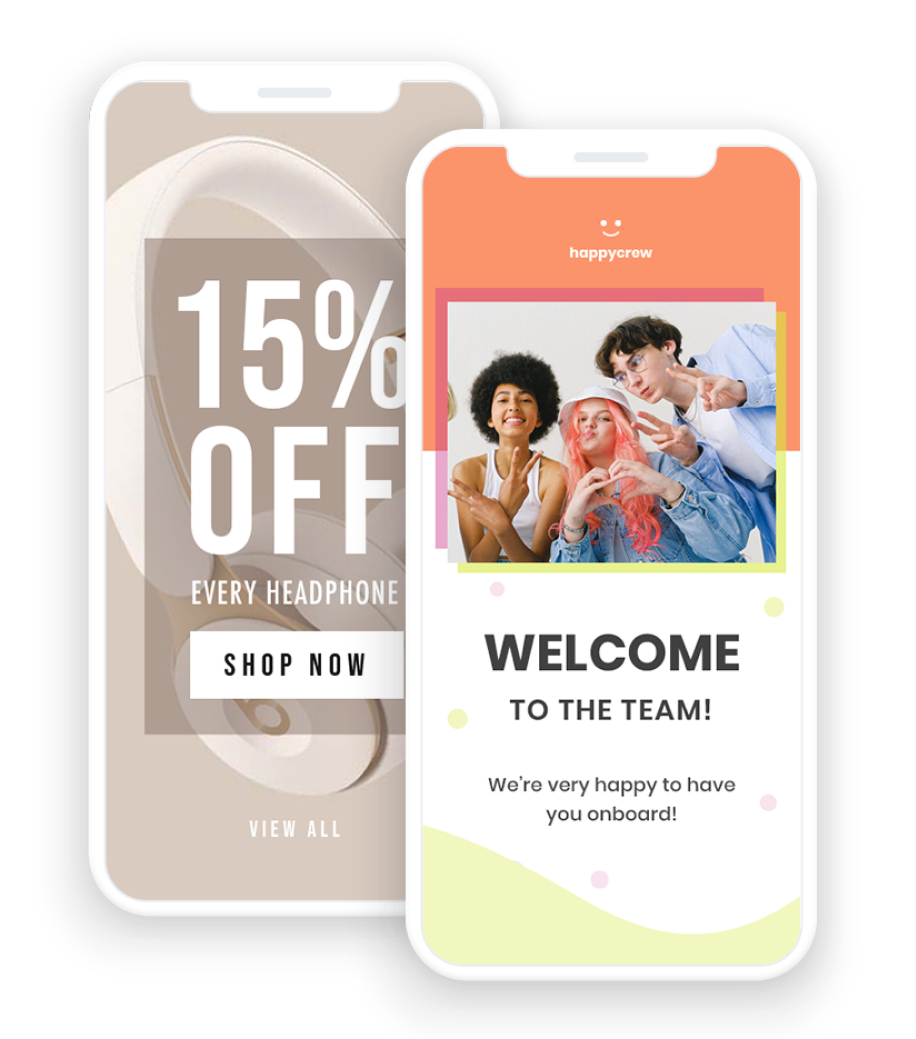 15%
OFF
EVERY HEADPHONE
SHOP NOW
VIEW ALL
happycrew
WELCOME
TO THE TEAM!
We're very happy to have
you onboard!